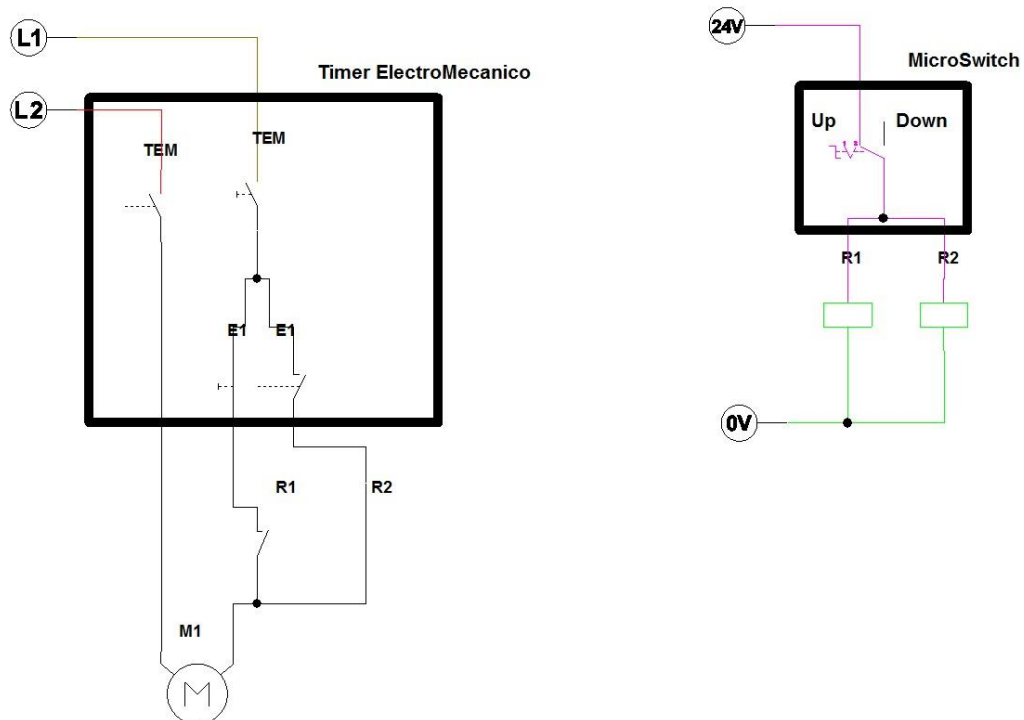 L1
L2
Timer ElectroMecanico
TEM
TEM
E1
E1
R1
R2
M1
M
24V
MicroSwitch
Up
Down
R1
R2
0V